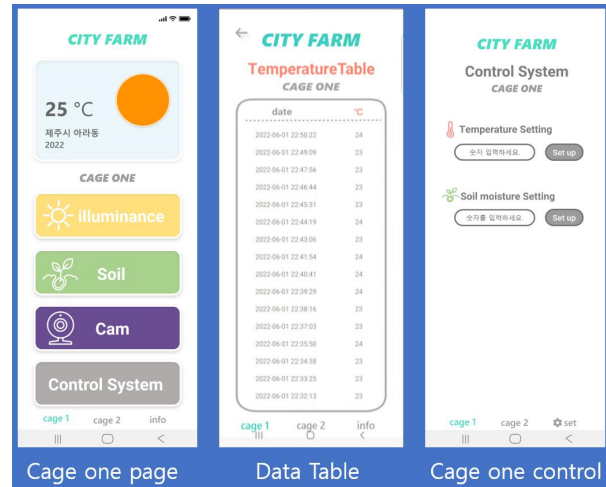 CITY FARM
25 °C
제주시 아라동
2022
CAGE ONE
illuminance
Soil
Cam
Control System
cage 1 cage 2 info
Cage one page
CITY FARM
TemperatureTable
CAGE ONE
date °C
2022-06-01 22:50:22 24
2022-06-01 22:49:09 23
2022-06-01 22:47:56 23
2022-06-01 22:46:44 23
2022-06-01 22:45:31 23
2022-06-01 22:44:19 24
2022-06-01 22:43:06 23
2022-06-01 22:41:54 24
2022-06-01 22:40:41 24
2022-06-01 22:39:29 24
2022-06-01 22:38:16 23
2022-06-01 22:37:03 23
2022-06-01 22:35:50 24
2022-06-01 22:34:38 23
2022-06-01 22:33:25 23
2022-06-01 22:32:13 23
cage 1 cage 2 info
Data Table
CITY FARM
Control System
CAGE ONE
Temperature Setting
숫자 입력하세요. Set up
Soil moisture Setting
숫자를 입력하세요. Set up
cage 1 cage 2 set
Cage one control